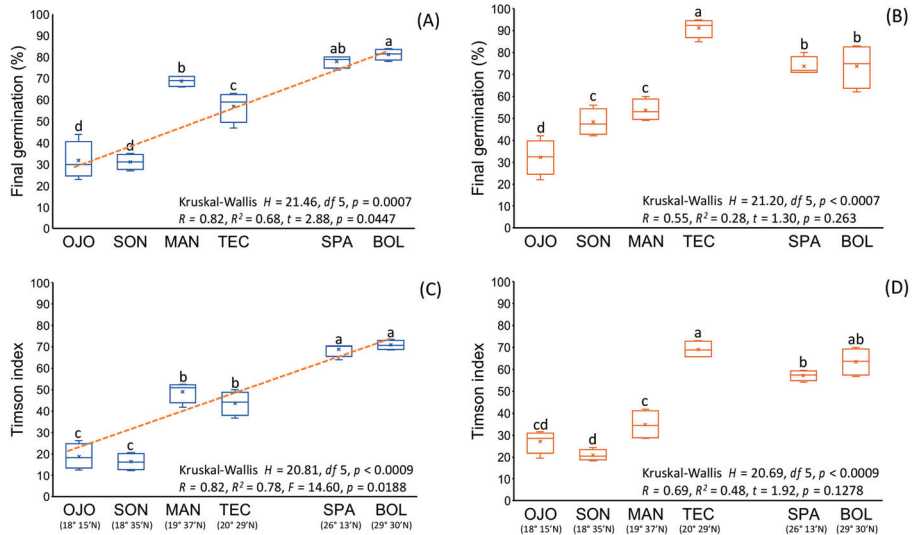 (A)
Final germination (%)
100
90
80
70
60
50
40
30
20
10
0
d
d
b
c
ab
a
Kruskal-Wallis H = 21.46, df 5, p = 0.0007
R = 0.82, R² = 0.68, t = 2.88, p = 0.0447
OJO SON MAN TEC SPA BOL
(B)
Final germination (%)
100
90
80
70
60
50
40
30
20
10
0
d
c
c
a
b
b
Kruskal-Wallis H = 21.20, df 5, p < 0.0007
R = 0.55, R² = 0.28, t = 1.30, p = 0.263
OJO SON MAN TEC SPA BOL
(C)
Timson index
100
90
80
70
60
50
40
30
20
10
0
c
c
b
b
a
a
Kruskal-Wallis H = 20.81, df 5, p < 0.0009
R = 0.82, R² = 0.78, F = 14.60, p = 0.0188
OJO SON MAN TEC SPA BOL
(18° 15'N) (18° 35'N) (19° 37'N) (20° 29'N) (26° 13'N) (29° 30'N)
(D)
Timson index
100
90
80
70
60
50
40
30
20
10
0
cd
d
c
a
b
ab
Kruskal-Wallis H = 20.69, df 5, p < 0.0009
R = 0.69, R² = 0.48, t = 1.92, p = 0.1278
OJO SON MAN TEC SPA BOL
(18° 15'N) (18° 35'N) (19° 37'N) (20° 29'N) (26° 13'N) (29° 30'N)